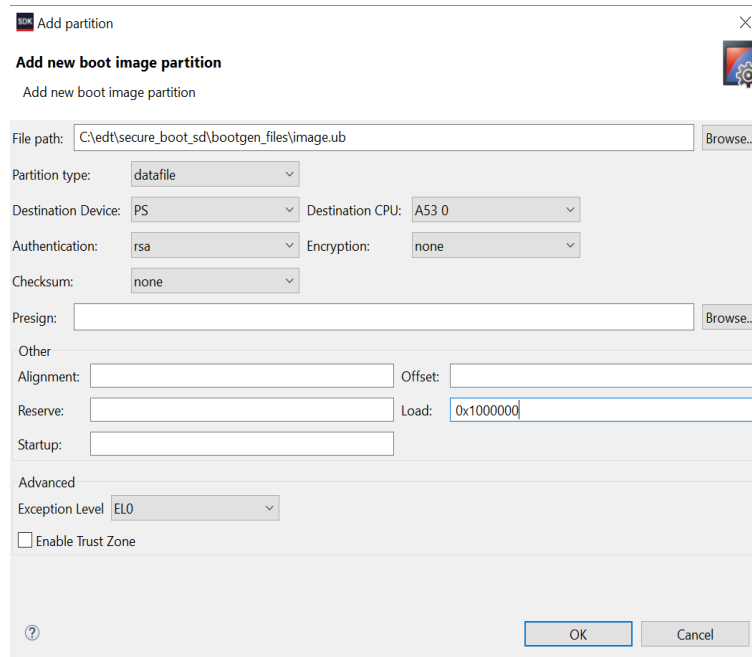 SDK Add partition
Add new boot image partition
Add new boot image partition
File path: C:\edt\secure_boot_sd\bootgen_files\image.ub Browse..
Partition type: datafile
Destination Device: PS Destination CPU: A53 0
Authentication: rsa Encryption: none
Checksum: none
Presign: Browse..
Other
Alignment: Offset:
Reserve: Load: 0x1000000
Startup:
Advanced
Exception Level EL0
Enable Trust Zone
? OK Cancel